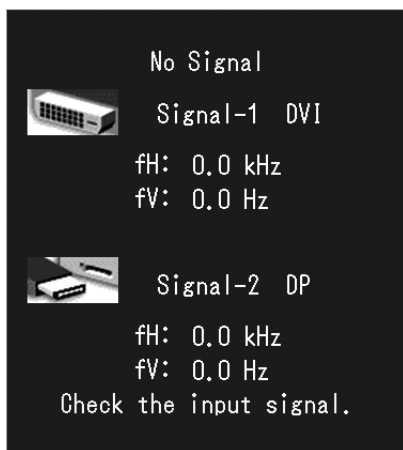 No Signal
Signal-1 DVI
fH: 0.0 kHz
fV: 0.0 Hz
Signal-2 DP
fH: 0.0 kHz
fV: 0.0 Hz
Check the input signal.